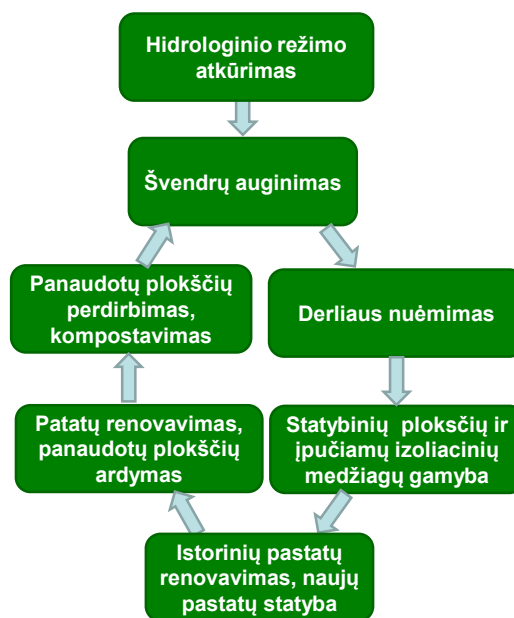 Hidrologinio režimo
atkūrimas
Švendrų auginimas
Derliaus nuėmimas
Statybinių ploksčių ir
įpučiamų izoliacinių
medžiagų gamyba
Istorinių pastatų
renovavimas, naujų
pastatų statyba
Patatų renovavimas,
panaudotų plokščių
ardymas
Panaudotų plokščių
perdirbimas,
kompostavimas